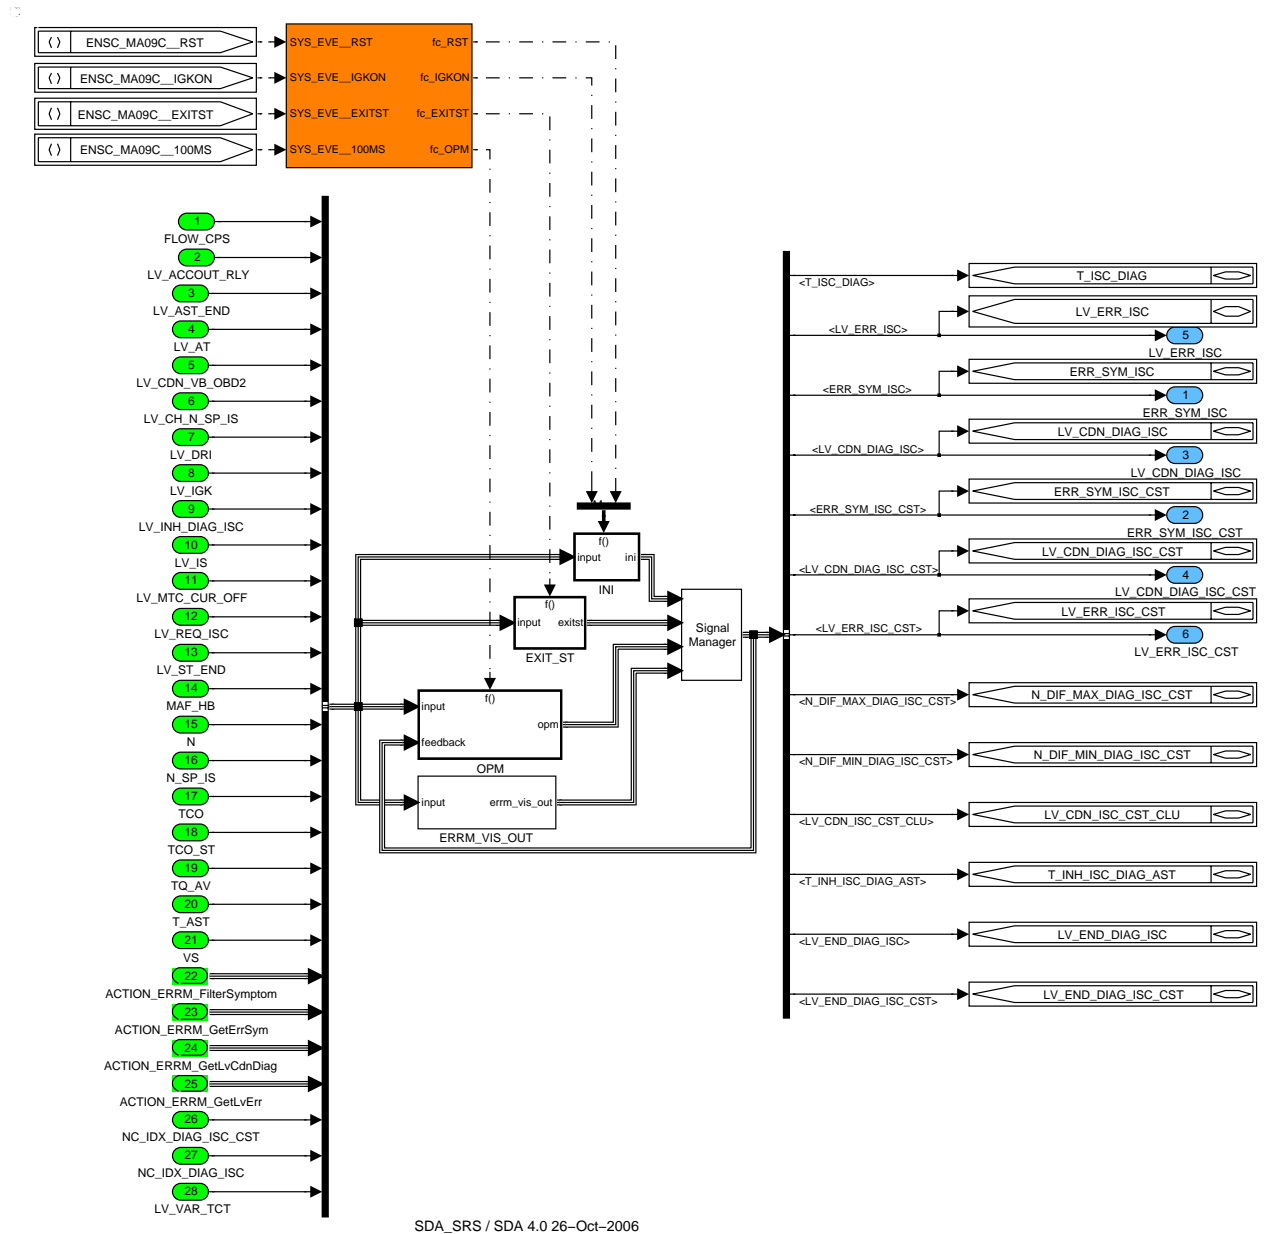 ENSC_MA09C__RST
ENSC_MA09C__IGKON
ENSC_MA09C__EXITST
ENSC_MA09C__100MS
SYS_EVE__RST fc_RST
SYS_EVE__IGKON fc_IGKON
SYS_EVE__EXITST fc_EXITST
SYS_EVE__100MS fc_OPM
1
FLOW_CPS
2
LV_ACCOUT_RLY
3
LV_AST_END
4
LV_AT
5
LV_CDN_VB_OBD2
6
LV_CH_N_SP_IS
7
LV_DRI
8
LV_IGK
9
LV_INH_DIAG_ISC
10
LV_IS
11
LV_MTC_CUR_OFF
12
LV_REQ_ISC
13
LV_ST_END
14
MAF_HB
15
N
16
N_SP_IS
17
TCO
18
TCO_ST
19
TQ_AV
20
T_AST
21
VS
22
ACTION_ERRM_FilterSymptom
23
ACTION_ERRM_GetErrSym
24
ACTION_ERRM_GetLvCdnDiag
25
ACTION_ERRM_GetLvErr
26
NC_IDX_DIAG_ISC_CST
27
NC_IDX_DIAG_ISC
28
LV_VAR_TCT
f()
input ini
INI
f()
input exitst
EXIT_ST
f()
input
opm
feedback
OPM
input errm_vis_out
ERRM_VIS_OUT
Signal
Manager
<T_ISC_DIAG>
T_ISC_DIAG
<LV_ERR_ISC>
LV_ERR_ISC
5
LV_ERR_ISC
<ERR_SYM_ISC>
ERR_SYM_ISC
1
ERR_SYM_ISC
<LV_CDN_DIAG_ISC>
LV_CDN_DIAG_ISC
3
LV_CDN_DIAG_ISC
<ERR_SYM_ISC_CST>
ERR_SYM_ISC_CST
2
ERR_SYM_ISC_CST
<LV_CDN_DIAG_ISC_CST>
LV_CDN_DIAG_ISC_CST
4
LV_CDN_DIAG_ISC_CST
<LV_ERR_ISC_CST>
LV_ERR_ISC_CST
6
LV_ERR_ISC_CST
<N_DIF_MAX_DIAG_ISC_CST>
N_DIF_MAX_DIAG_ISC_CST
<N_DIF_MIN_DIAG_ISC_CST>
N_DIF_MIN_DIAG_ISC_CST
<LV_CDN_ISC_CST_CLU>
LV_CDN_ISC_CST_CLU
<T_INH_ISC_DIAG_AST>
T_INH_ISC_DIAG_AST
<LV_END_DIAG_ISC>
LV_END_DIAG_ISC
<LV_END_DIAG_ISC_CST>
LV_END_DIAG_ISC_CST
SDA_SRS / SDA 4.0 26–Oct–2006